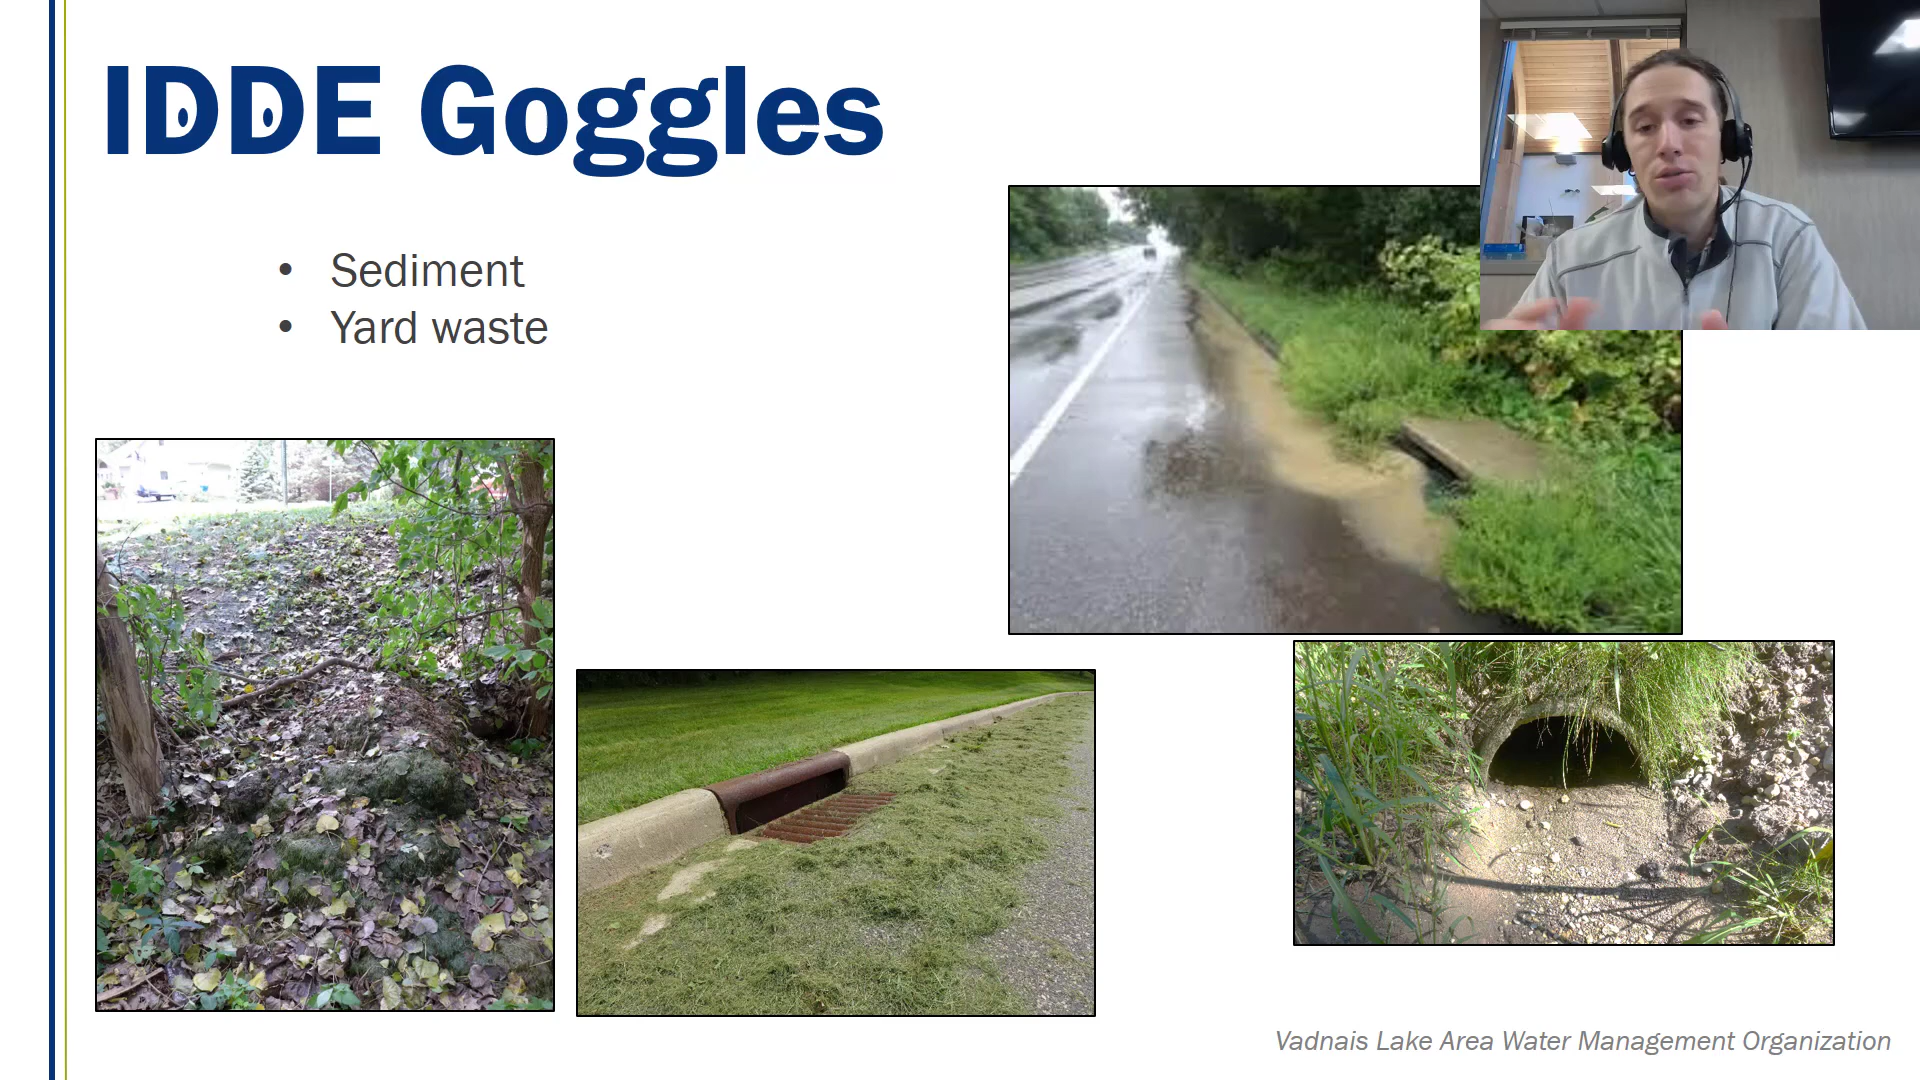 IDDE Goggles
• Sediment
• Yard waste
Vadnais Lake Area Water Management Organization